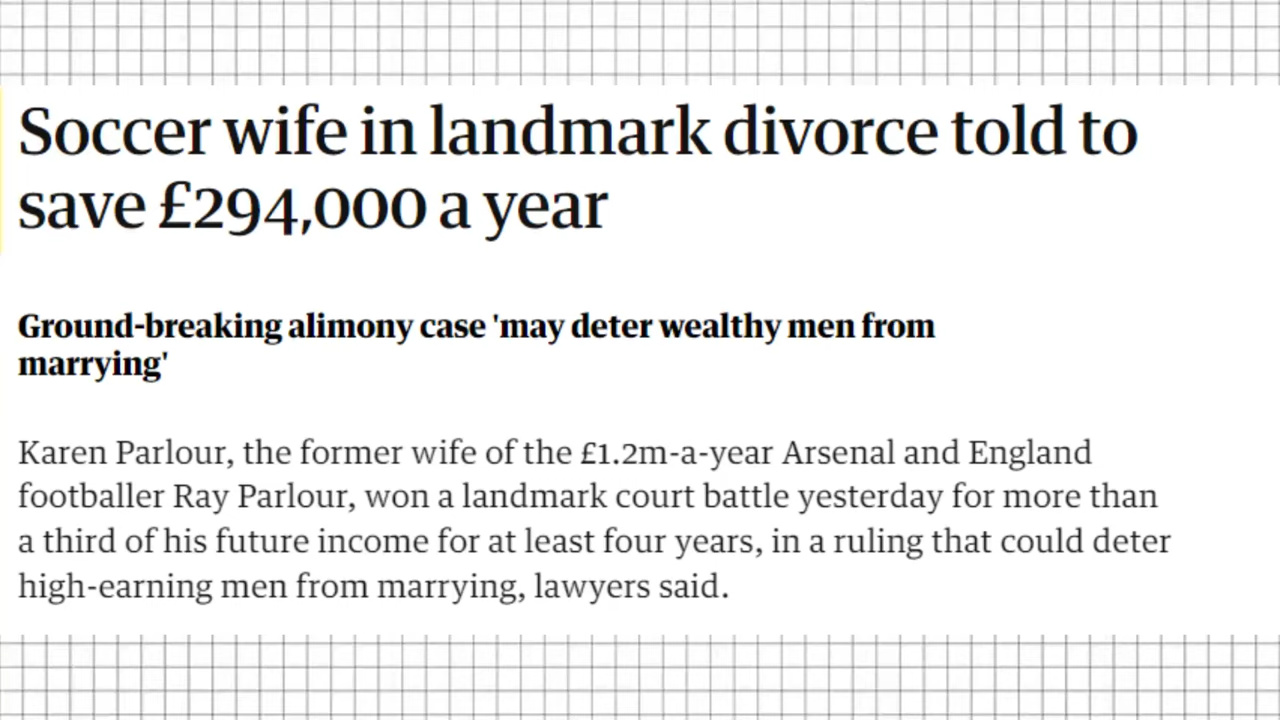 Soccer wife in landmark divorce told to
save £294,000 a year
Ground-breaking alimony case 'may deter wealthy men from
marrying'
Karen Parlour, the former wife of the £1.2m-a-year Arsenal and England
footballer Ray Parlour, won a landmark court battle yesterday for more than
a third of his future income for at least four years, in a ruling that could deter
high-earning men from marrying, lawyers said.